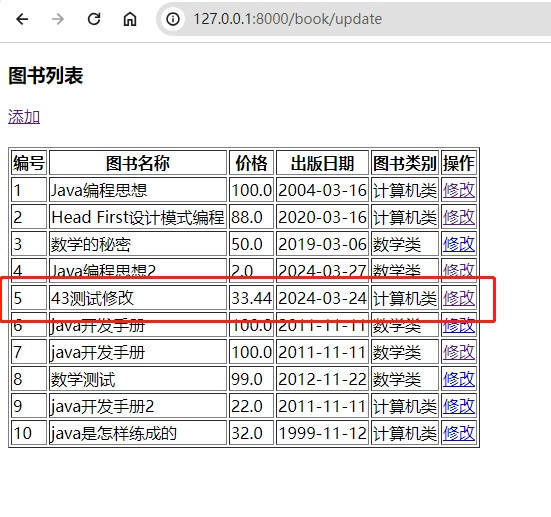 127.0.0.1:8000/book/update
图书列表
添加
编号 图书名称 价格 出版日期 图书类别 操作
1 Java编程思想 100.0 2004-03-16 计算机类 修改
2 Head First设计模式编程 88.0 2020-03-16 计算机类 修改
3 数学的秘密 50.0 2019-03-06 数学类 修改
4 Java编程思想2 2.0 2024-03-27 数学类 修改
5 43测试修改 33.44 2024-03-24 计算机类 修改
6 java开发手册 100.0 2011-11-11 数学类 修改
7 java开发手册 100.0 2011-11-11 数学类 修改
8 数学测试 99.0 2012-11-22 数学类 修改
9 java开发手册2 22.0 2011-11-11 计算机类 修改
10 java是怎样练成的 32.0 1999-11-12 计算机类 修改